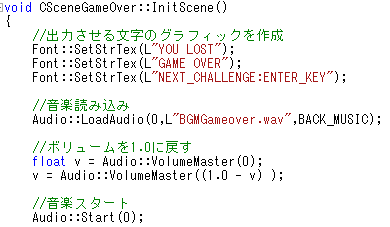 void CSceneGameOver::InitScene()
{
//出力させる文字のグラフィックを作成
Font::SetStrTex(L"YOU LOST");
Font::SetStrTex(L"GAME OVER");
Font::SetStrTex(L"NEXT_CHALLENGE:ENTER_KEY");
//音楽読み込み
Audio::LoadAudio(0,L"BGMGameover.wav",BACK_MUSIC);
//ボリュームを1.0に戻す
float v = Audio::VolumeMaster(0);
v = Audio::VolumeMaster((1.0 - v) );
//音楽スタート
Audio::Start(0);